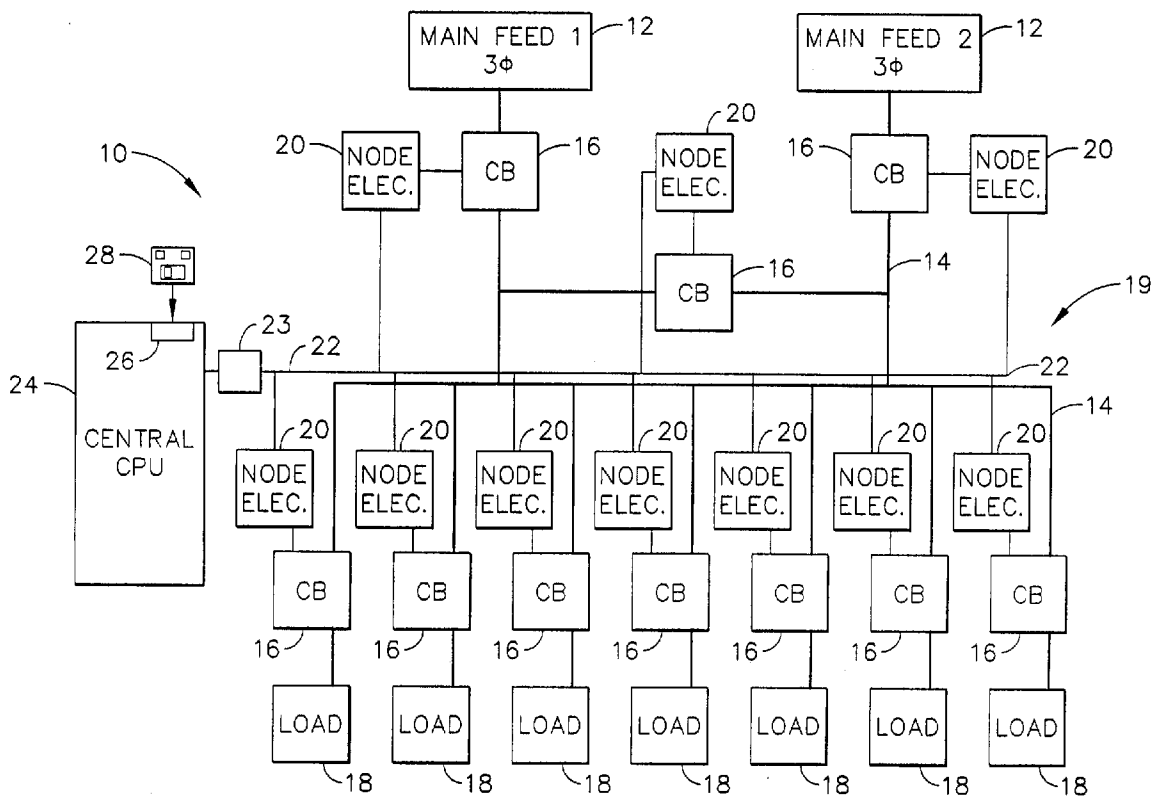 MAIN FEED 1
3Φ
12
MAIN FEED 2
3Φ
12
20
NODE
ELEC.
CB
16
20
NODE
ELEC.
16
CB
NODE
ELEC.
20
10
28
CB
16
14
19
23
22
22
26
24
CENTRAL
CPU
14
20
20
20
20
20
20
20
NODE
ELEC.
NODE
ELEC.
NODE
ELEC.
NODE
ELEC.
NODE
ELEC.
NODE
ELEC.
NODE
ELEC.
CB
CB
CB
CB
CB
CB
CB
16
16
16
16
16
16
16
LOAD
LOAD
LOAD
LOAD
LOAD
LOAD
LOAD
18
18
18
18
18
18
18